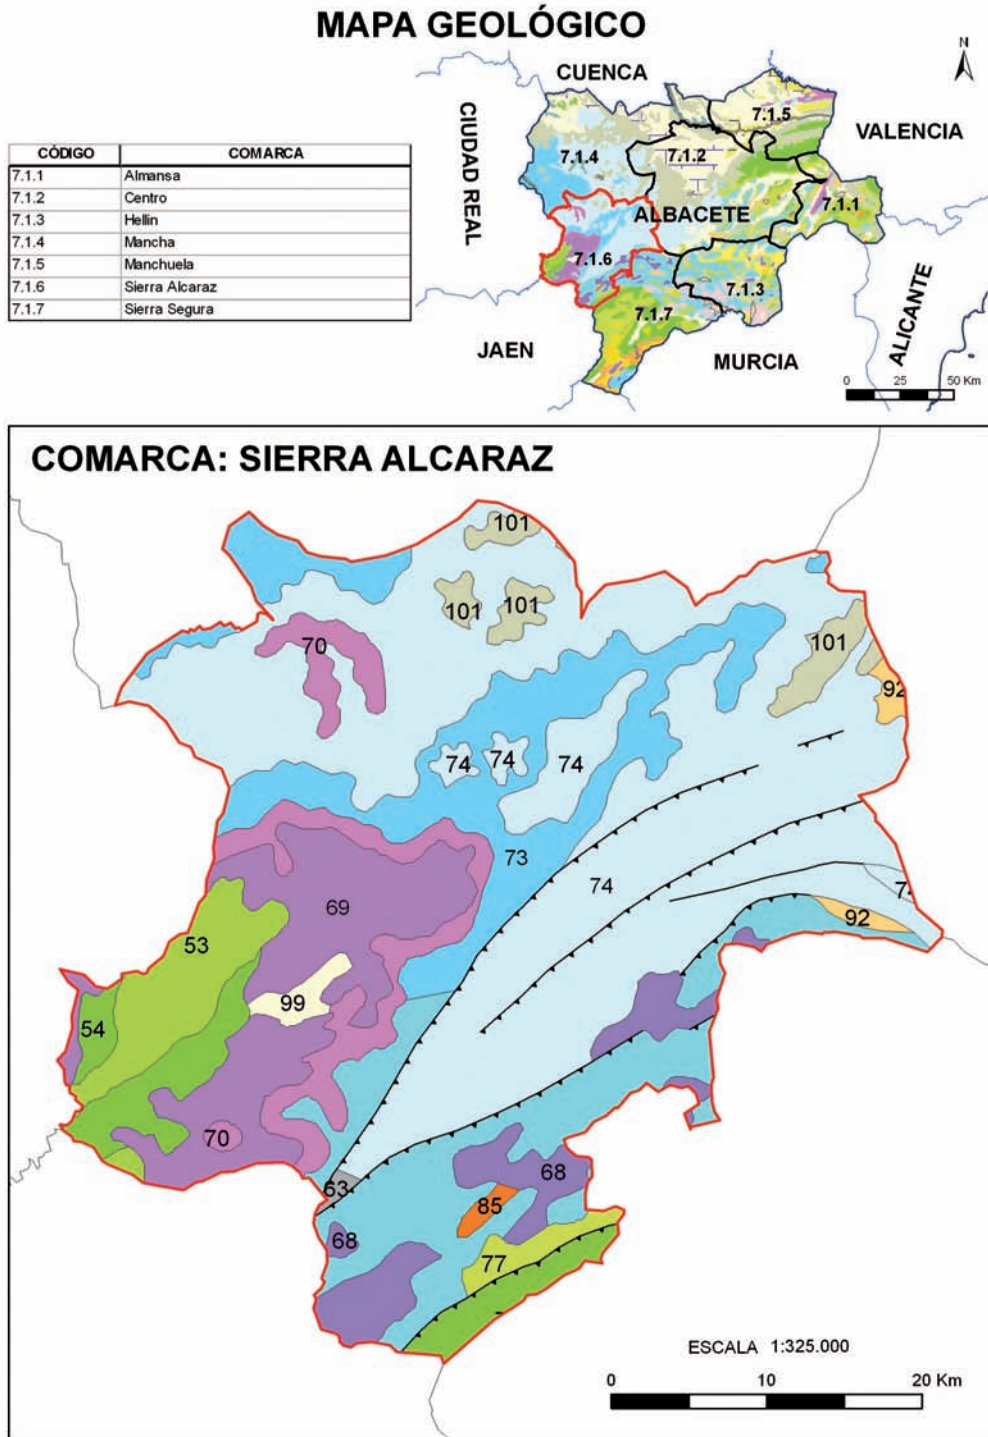 MAPA GEOLÓGICO
N
CUENCA
CIUDAD REAL
VALENCIA
ALBACETE
ALICANTE
JAEN
MURCIA
7.1.5
7.1.4
7.1.2
7.1.1
7.1.6
7.1.3
7.1.7
0 25 50 Km
CÓDIGO COMARCA
7.1.1 Almansa
7.1.2 Centro
7.1.3 Hellín
7.1.4 Mancha
7.1.5 Manchuela
7.1.6 Sierra Alcaraz
7.1.7 Sierra Segura
COMARCA: SIERRA ALCARAZ
101
101 101
70
101
92
74 74 74
73
74
69
92
53
99
54
70
68
63
85
68
77
ESCALA 1:325.000
0 10 20 Km